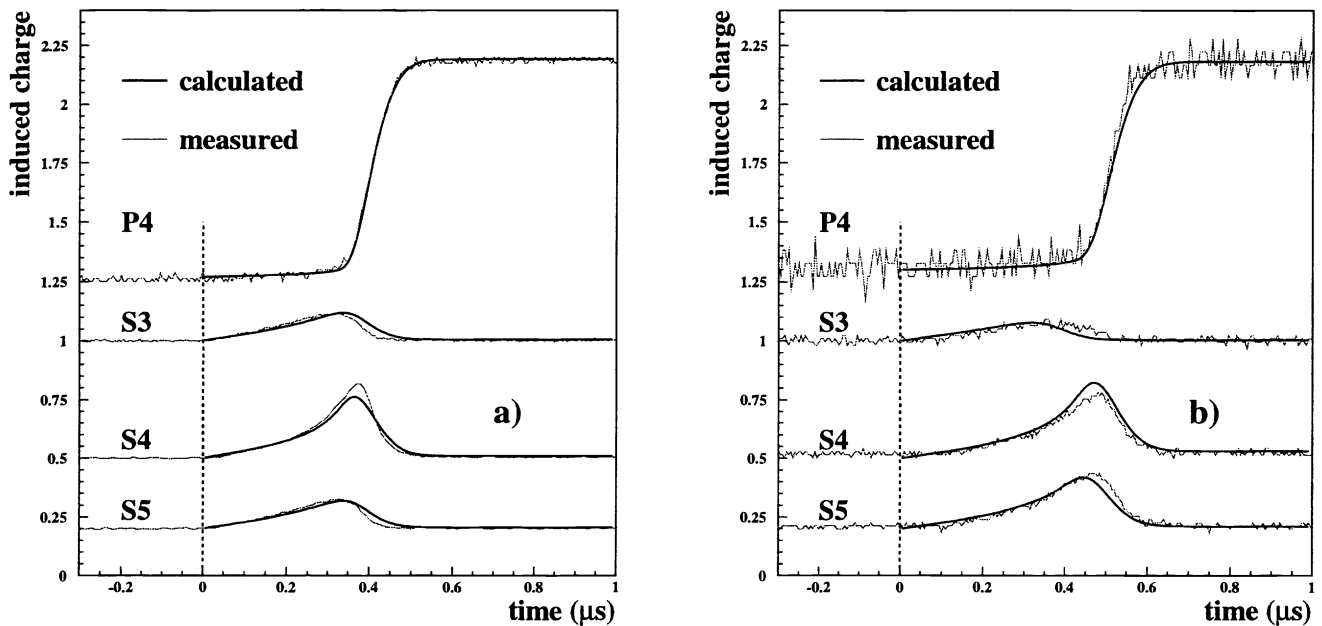 induced charge
2.25
2
1.75
1.5
1.25
1
0.75
0.5
0.25
0
calculated
measured
P4
S3
S4
S5
a)
-0.2
0
0.2
0.4
0.6
0.8
1
time (μs)
induced charge
2.25
2
1.75
1.5
1.25
1
0.75
0.5
0.25
0
calculated
measured
P4
S3
S4
S5
b)
-0.2
0
0.2
0.4
0.6
0.8
1
time (μs)